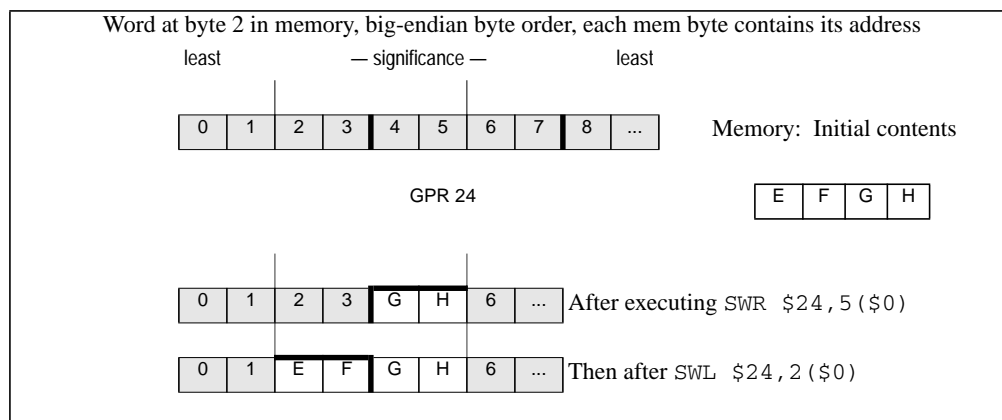 Word at byte 2 in memory, big-endian byte order, each mem byte contains its address
least — significance — least
0 1 2 3 4 5 6 7 8 ... Memory: Initial contents
GPR 24 E F G H
0 1 2 3 G H 6 ... After executing SWR $24,5($0)
0 1 E F G H 6 ... Then after SWL $24,2($0)